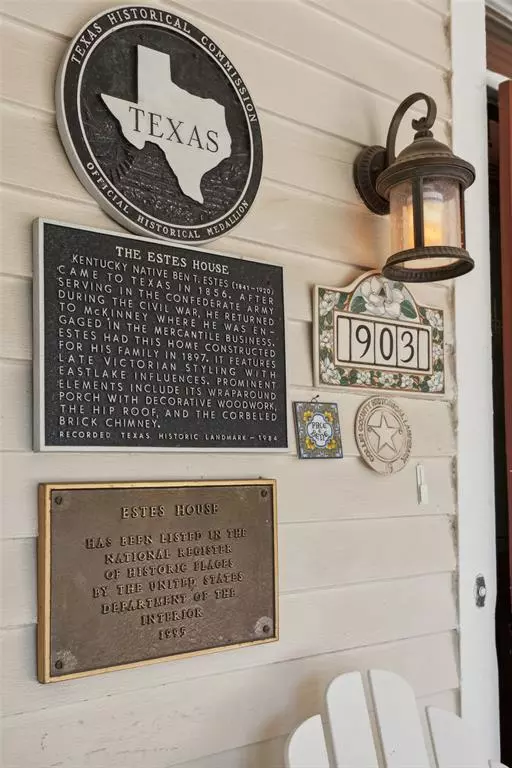 TEXAS HISTORICAL COMMISSION
TEXAS
OFFICIAL HISTORICAL MEDALLION
THE ESTES HOUSE
KENTUCKY NATIVE BEN T. ESTES (1841-1920)
CAME TO TEXAS IN 1856. AFTER
SERVING IN THE CONFEDERATE ARMY
DURING THE CIVIL WAR, HE RETURNED
TO McKINNEY WHERE HE WAS EN-
GAGED IN THE MERCANTILE BUSINESS.
ESTES HAD THIS HOME CONSTRUCTED
FOR HIS FAMILY IN 1897. IT FEATURES
LATE VICTORIAN STYLING WITH
EASTLAKE INFLUENCES. PROMINENT
ELEMENTS INCLUDE ITS WRAPAROUND
PORCH WITH DECORATIVE WOODWORK,
THE HIP ROOF, AND THE CORBELED
BRICK CHIMNEY.
RECORDED TEXAS HISTORIC LANDMARK – 1984
903
COLLIN COUNTY HISTORICAL
LANDMARK
ESTES HOUSE
HAS BEEN LISTED IN THE
NATIONAL REGISTER
OF HISTORIC PLACES
BY THE UNITED STATES
DEPARTMENT OF THE
INTERIOR
1995